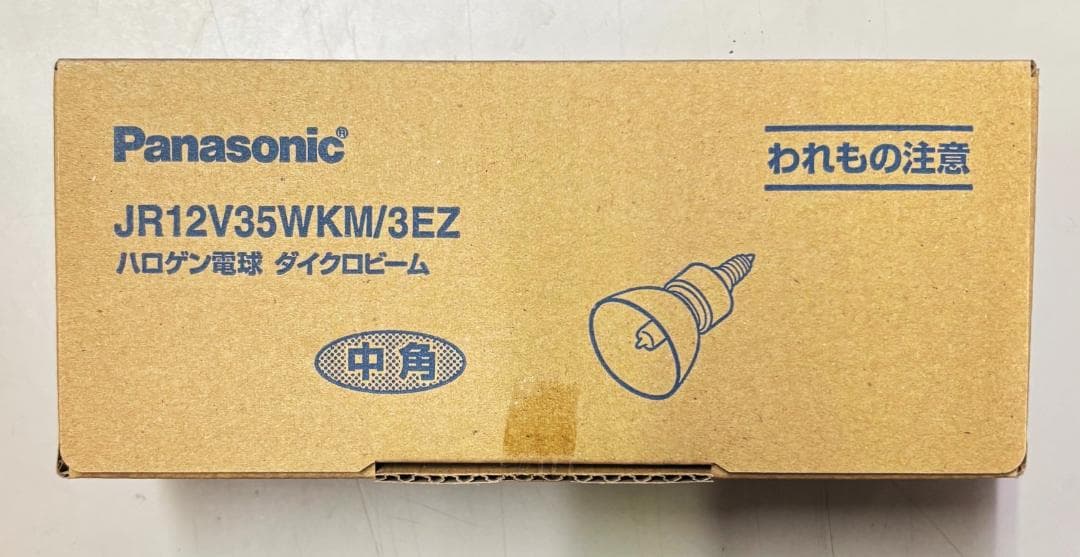 Panasonic®
われもの注意
JR12V35WKM/3EZ
ハロゲン電球 ダイクロビーム
中角